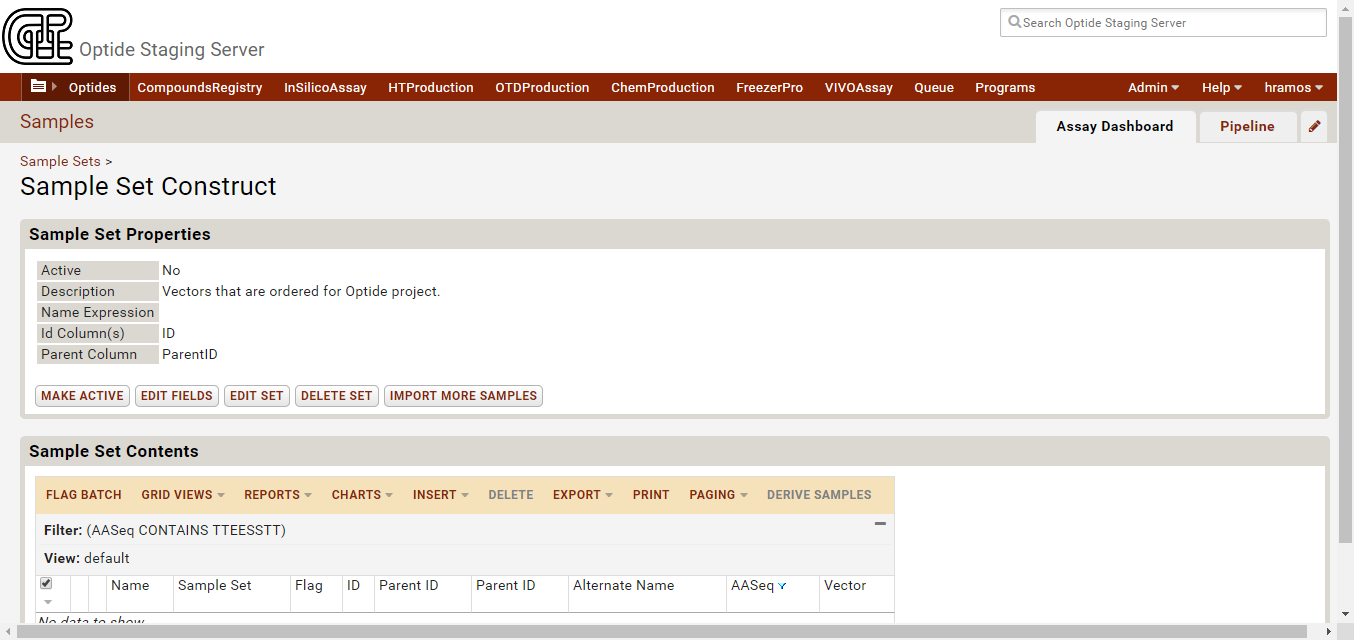 Optide Staging Server
Search Optide Staging Server
Optides CompoundsRegistry InSilicoAssay HTProduction OTDProduction ChemProduction FreezerPro VIVOAssay Queue Programs Admin Help hramos
Samples
Assay Dashboard Pipeline
Sample Sets >
Sample Set Construct
Sample Set Properties
Active No
Description Vectors that are ordered for Optide project.
Name Expression
Id Column(s) ID
Parent Column ParentID
MAKE ACTIVE EDIT FIELDS EDIT SET DELETE SET IMPORT MORE SAMPLES
Sample Set Contents
FLAG BATCH GRID VIEWS REPORTS CHARTS INSERT DELETE EXPORT PRINT PAGING DERIVE SAMPLES
Filter: (AASeq CONTAINS TTEESSTT)
View: default
Name Sample Set Flag ID Parent ID Parent ID Alternate Name AASeq Vector
No data to show.